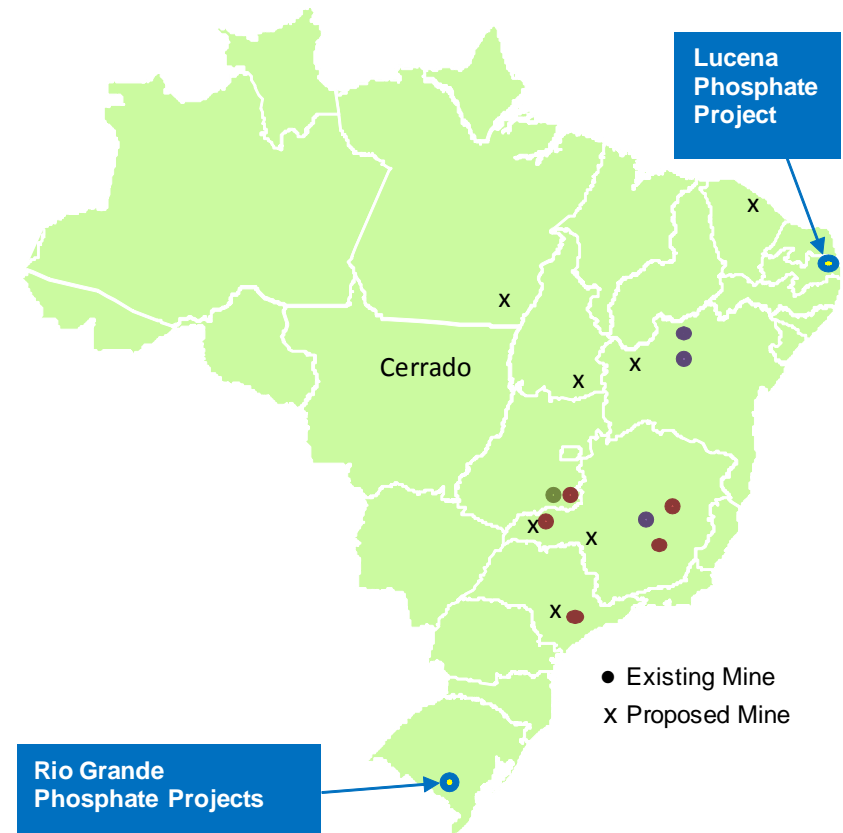 Lucena
Phosphate
Project
x
x
Cerrado
x
x
x
x
x
● Existing Mine
x Proposed Mine
Rio Grande
Phosphate Projects